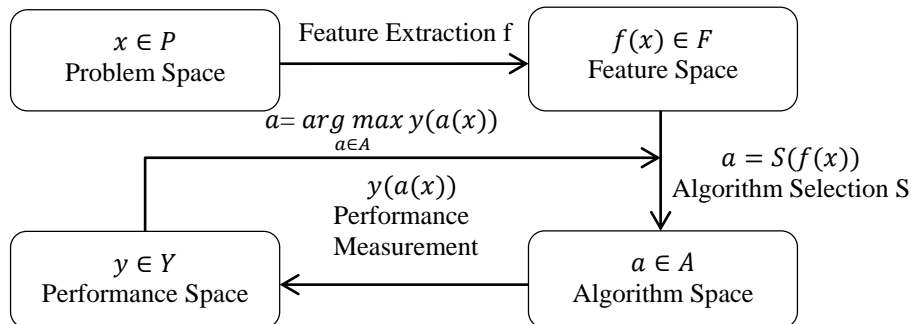 x ∈ P
Problem Space
Feature Extraction f
f(x) ∈ F
Feature Space
a= arg max y(a(x))
a∈A
a = S(f(x))
Algorithm Selection S
y(a(x))
Performance
Measurement
y ∈ Y
Performance Space
a ∈ A
Algorithm Space